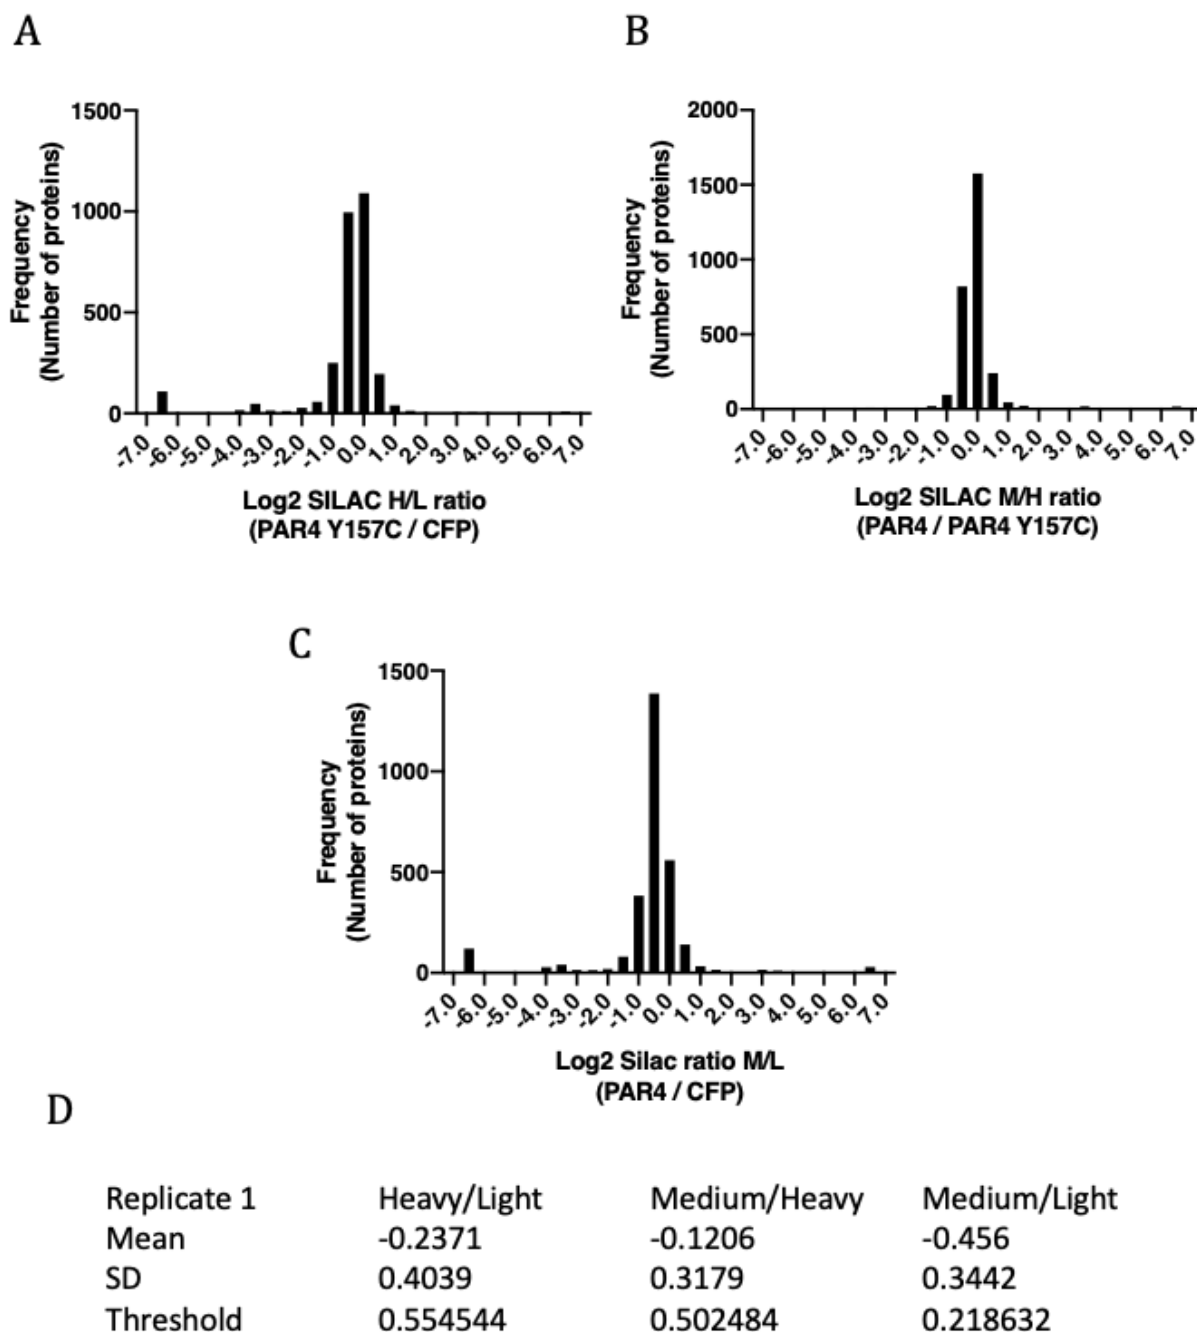 A
1500
1000
500
0
Frequency
(Number of proteins)
-7.0 -6.0 -5.0 -4.0 -3.0 -2.0 -1.0 0.0 1.0 2.0 3.0 4.0 5.0 6.0 7.0
Log2 SILAC H/L ratio
(PAR4 Y157C / CFP)
B
2000
1500
1000
500
0
Frequency
(Number of proteins)
-7.0 -6.0 -5.0 -4.0 -3.0 -2.0 -1.0 0.0 1.0 2.0 3.0 4.0 5.0 6.0 7.0
Log2 SILAC M/H ratio
(PAR4 / PAR4 Y157C)
C
1500
1000
500
0
Frequency
(Number of proteins)
-7.0 -6.0 -5.0 -4.0 -3.0 -2.0 -1.0 0.0 1.0 2.0 3.0 4.0 5.0 6.0 7.0
Log2 Silac ratio M/L
(PAR4 / CFP)
D
Replicate 1 Heavy/Light Medium/Heavy Medium/Light
Mean -0.2371 -0.1206 -0.456
SD 0.4039 0.3179 0.3442
Threshold 0.554544 0.502484 0.218632